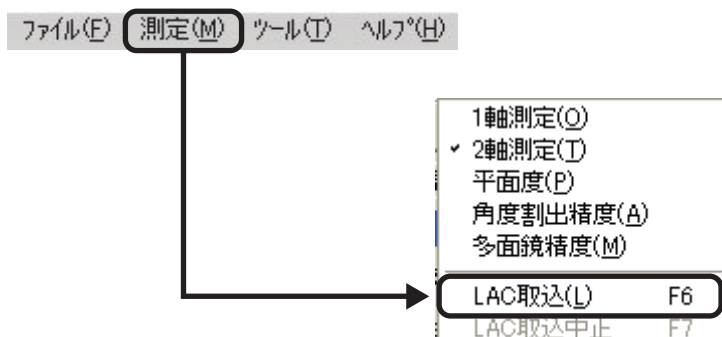 ファイル(F) 測定(M) ツール(T) ヘルプ(H)
1軸測定(O)
✓ 2軸測定(T)
平面度(P)
角度割出精度(A)
多面鏡精度(M)
LAC取込(L) F6
LAC取込中止 F7